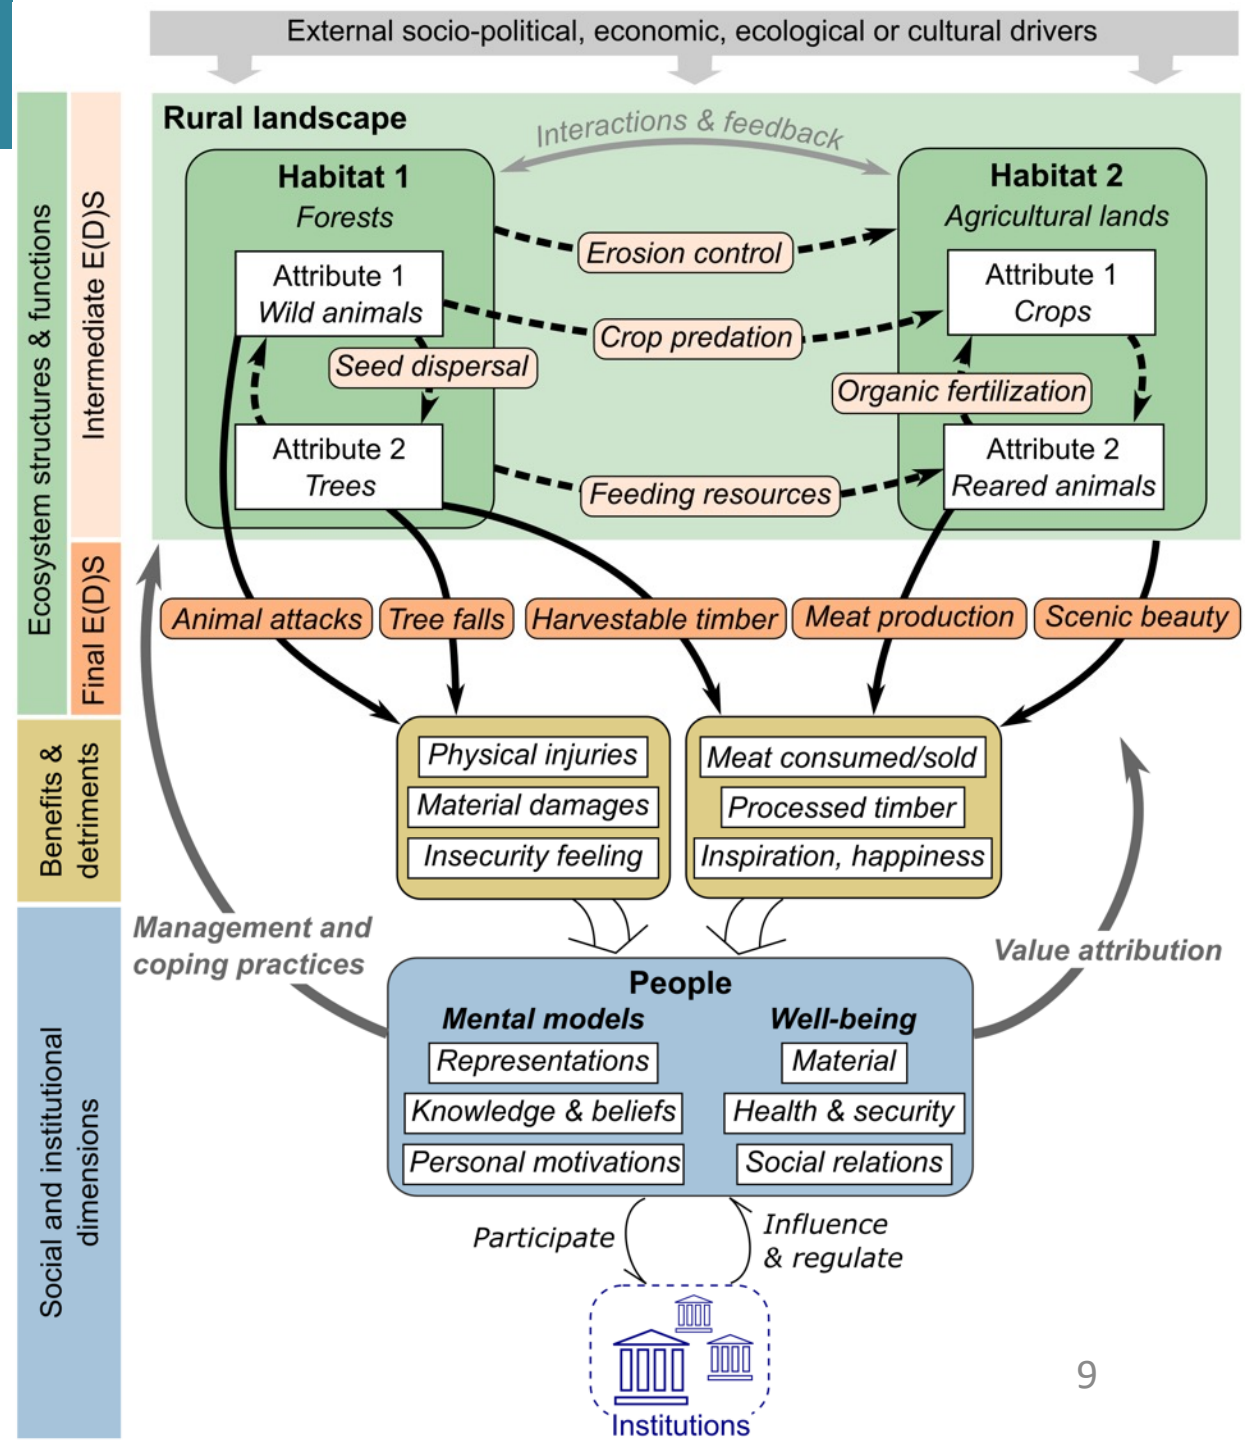 External socio-political, economic, ecological or cultural drivers
Ecosystem structures & functions
Intermediate E(D)S
Final E(D)S
Benefits &
detriments
Social and institutional
dimensions
Rural landscape
Interactions & feedback
Habitat 1
Forests
Attribute 1
Wild animals
Seed dispersal
Attribute 2
Trees
Erosion control
Crop predation
Feeding resources
Habitat 2
Agricultural lands
Attribute 1
Crops
Organic fertilization
Attribute 2
Reared animals
Animal attacks
Tree falls
Harvestable timber
Meat production
Scenic beauty
Physical injuries
Material damages
Insecurity feeling
Meat consumed/sold
Processed timber
Inspiration, happiness
Management and
coping practices
Value attribution
People
Mental models
Representations
Knowledge & beliefs
Personal motivations
Well-being
Material
Health & security
Social relations
Participate
Influence
& regulate
Institutions
9